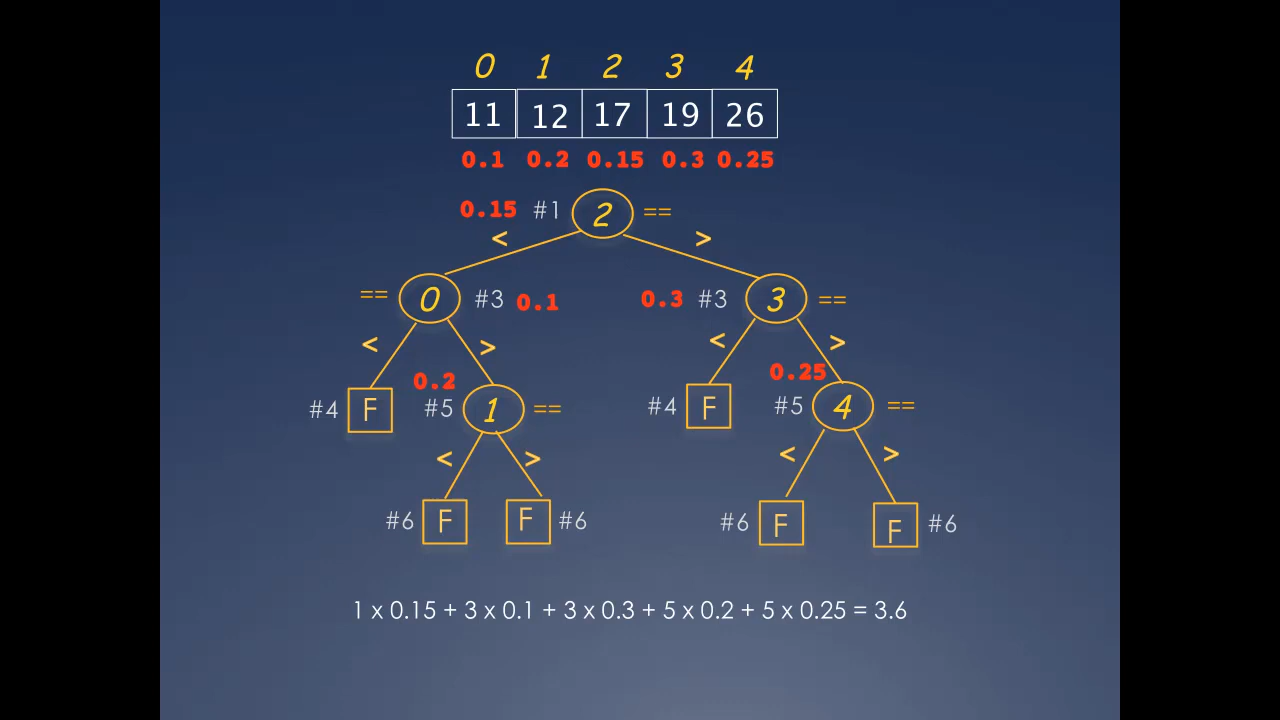 0 1 2 3 4
11 12 17 19 26
0.1 0.2 0.15 0.3 0.25
0.15 #1 2 ==
< >
== 0 #3 0.1 0.3 #3 3 ==
< > < >
0.2 0.25
#4 F #5 1 == #4 F #5 4 ==
< > < >
#6 F F #6 #6 F F #6
1 x 0.15 + 3 x 0.1 + 3 x 0.3 + 5 x 0.2 + 5 x 0.25 = 3.6